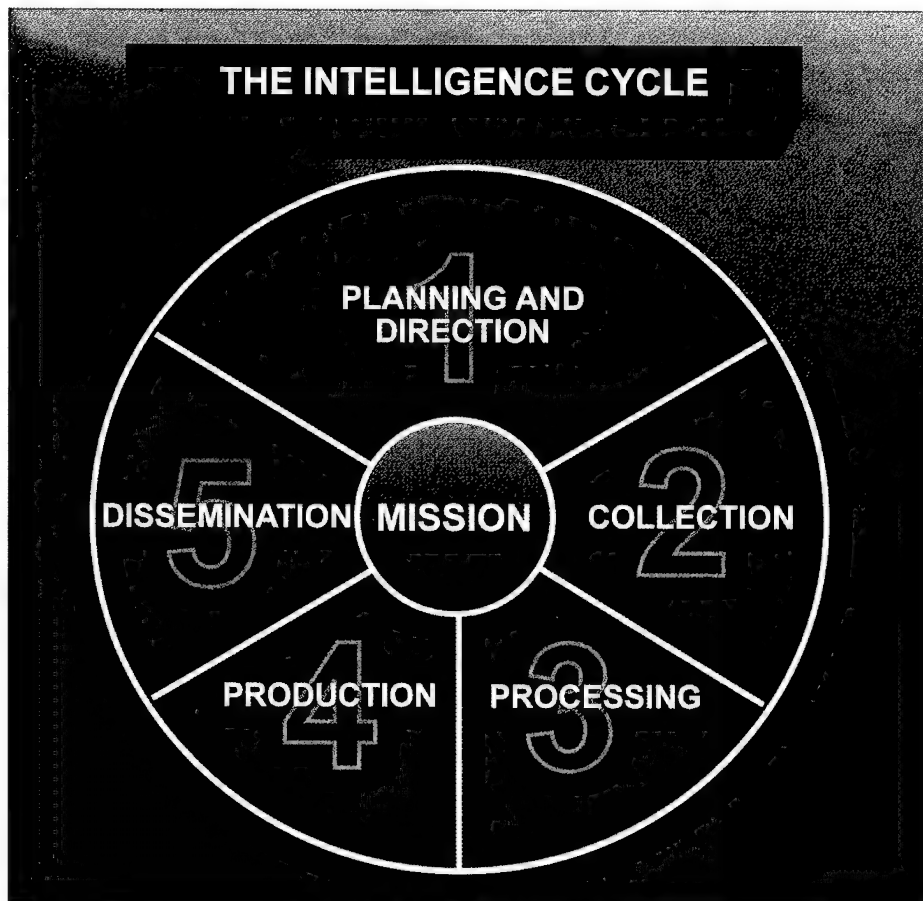 THE INTELLIGENCE CYCLE
1
PLANNING AND
DIRECTION
2
COLLECTION
3
PROCESSING
4
PRODUCTION
5
DISSEMINATION
MISSION